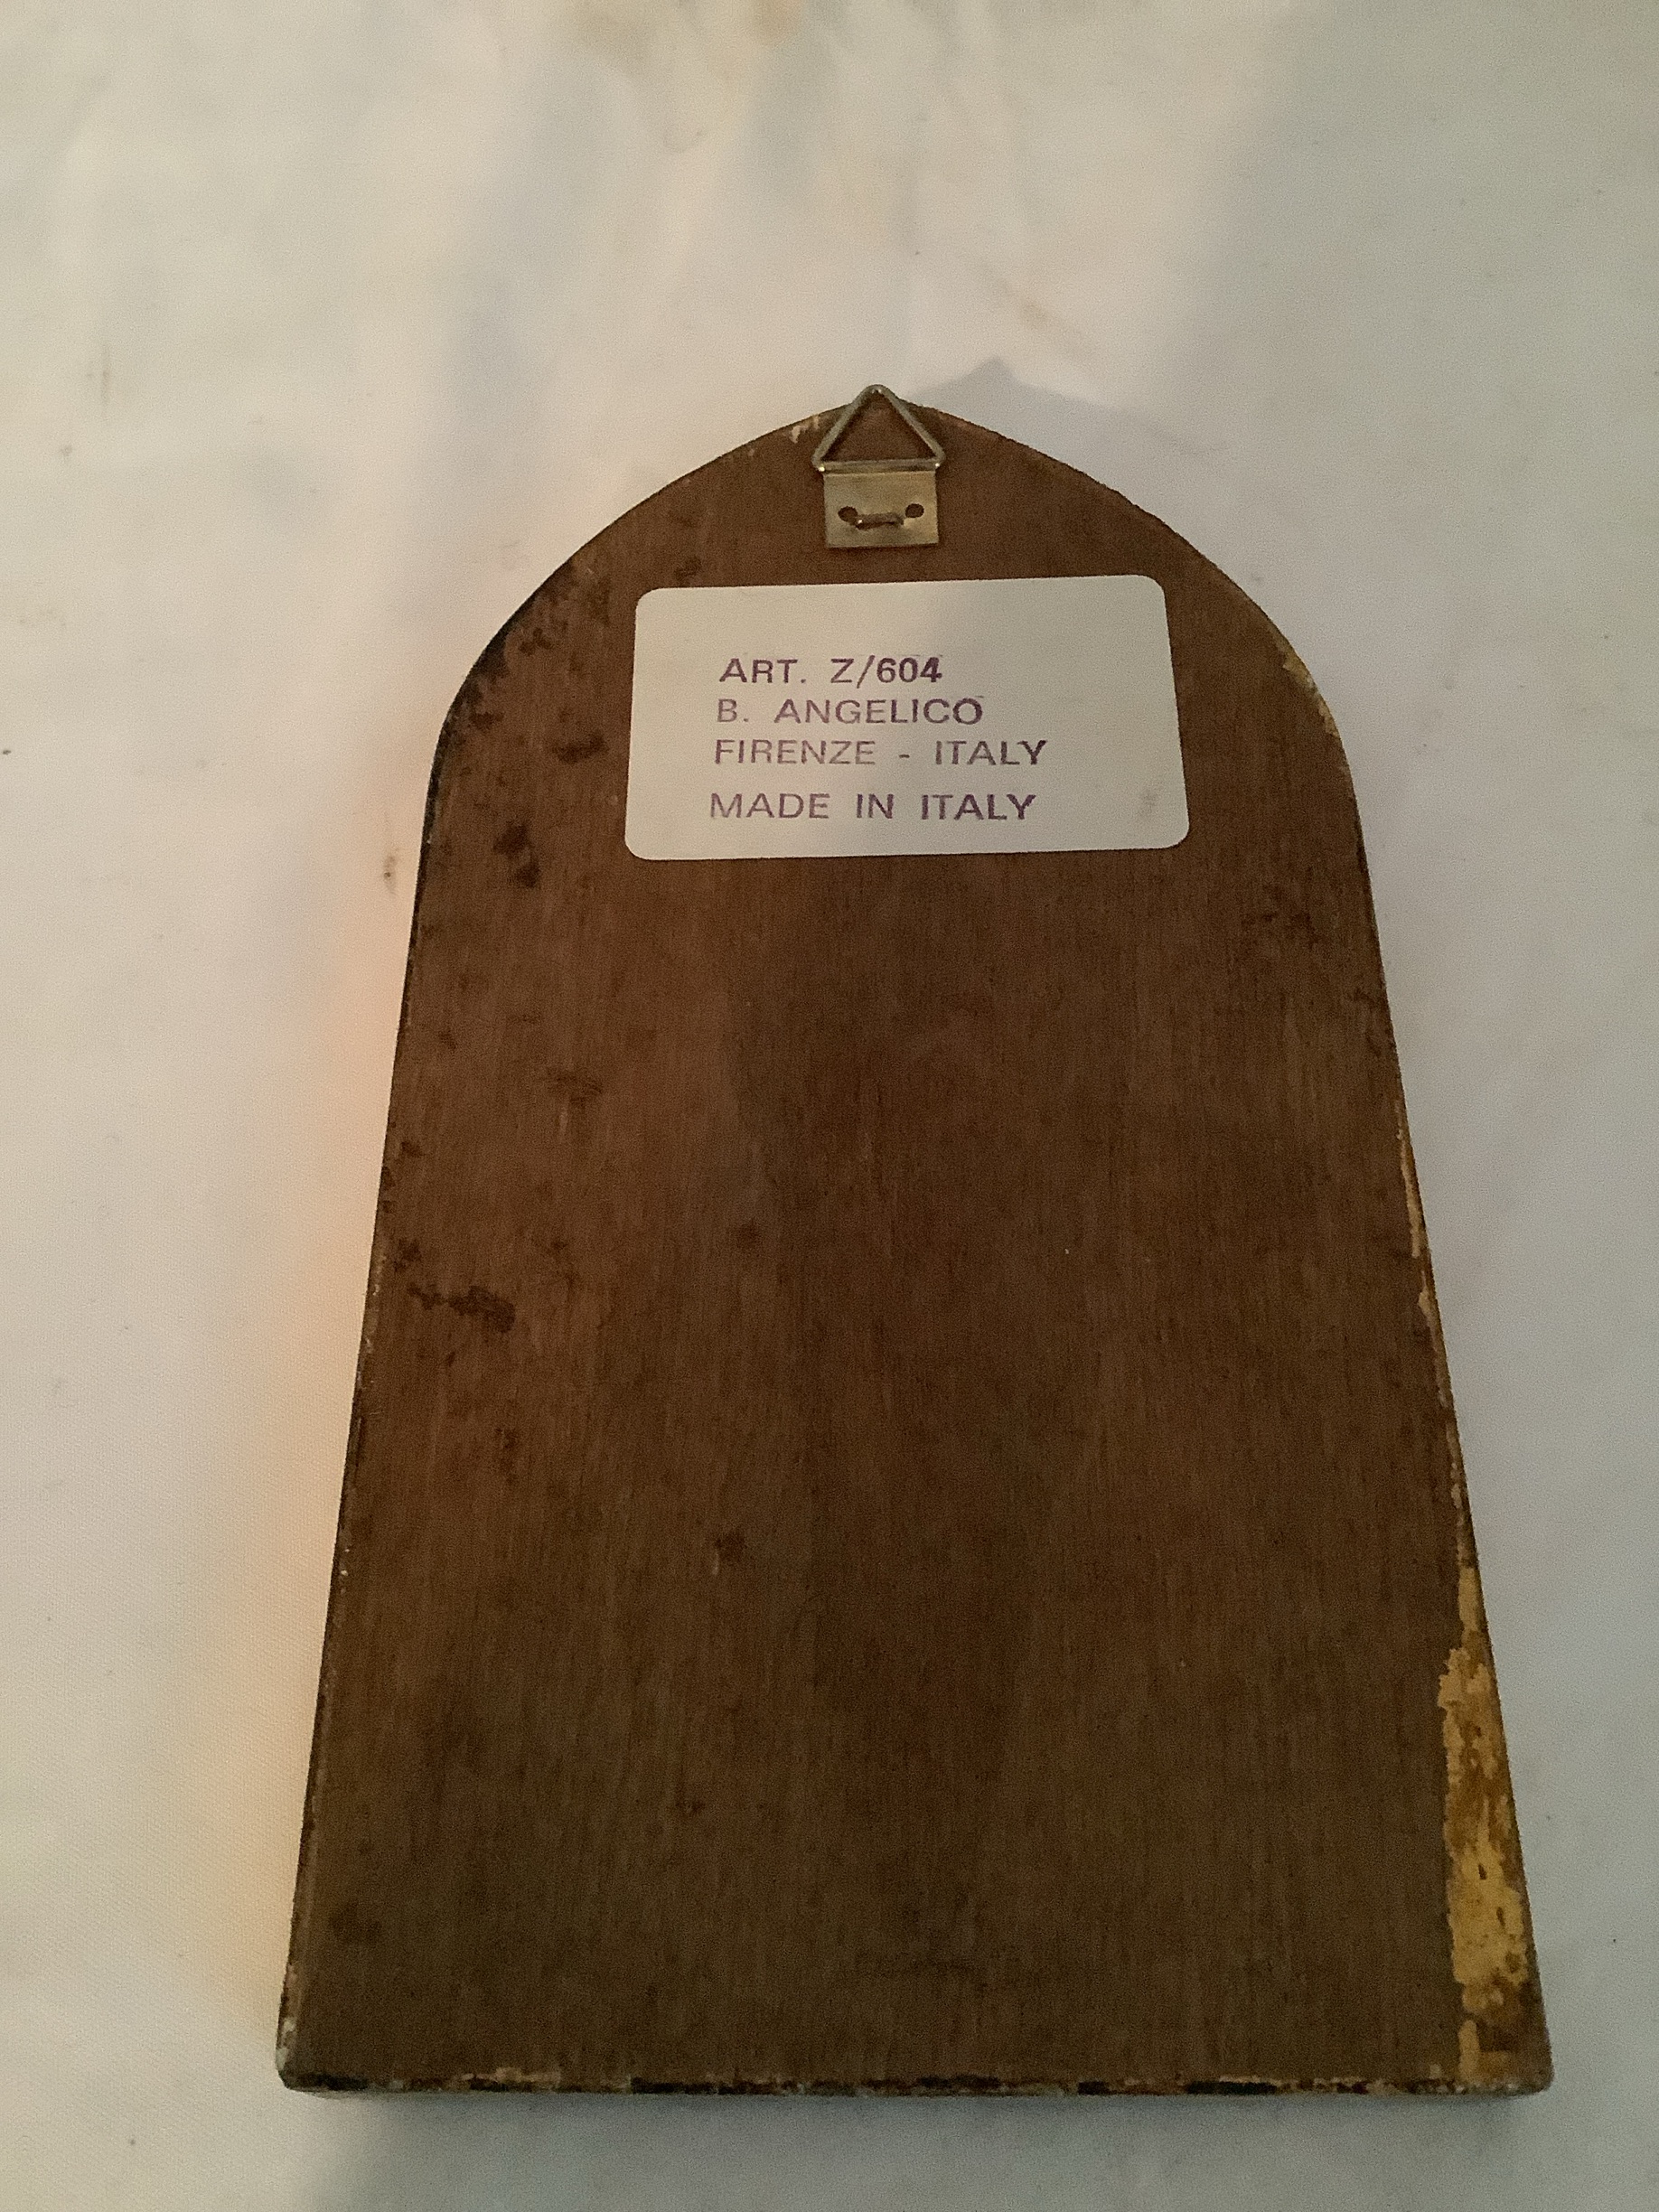 ART. Z/604
B. ANGELICO
FIRENZE - ITALY
MADE IN ITALY